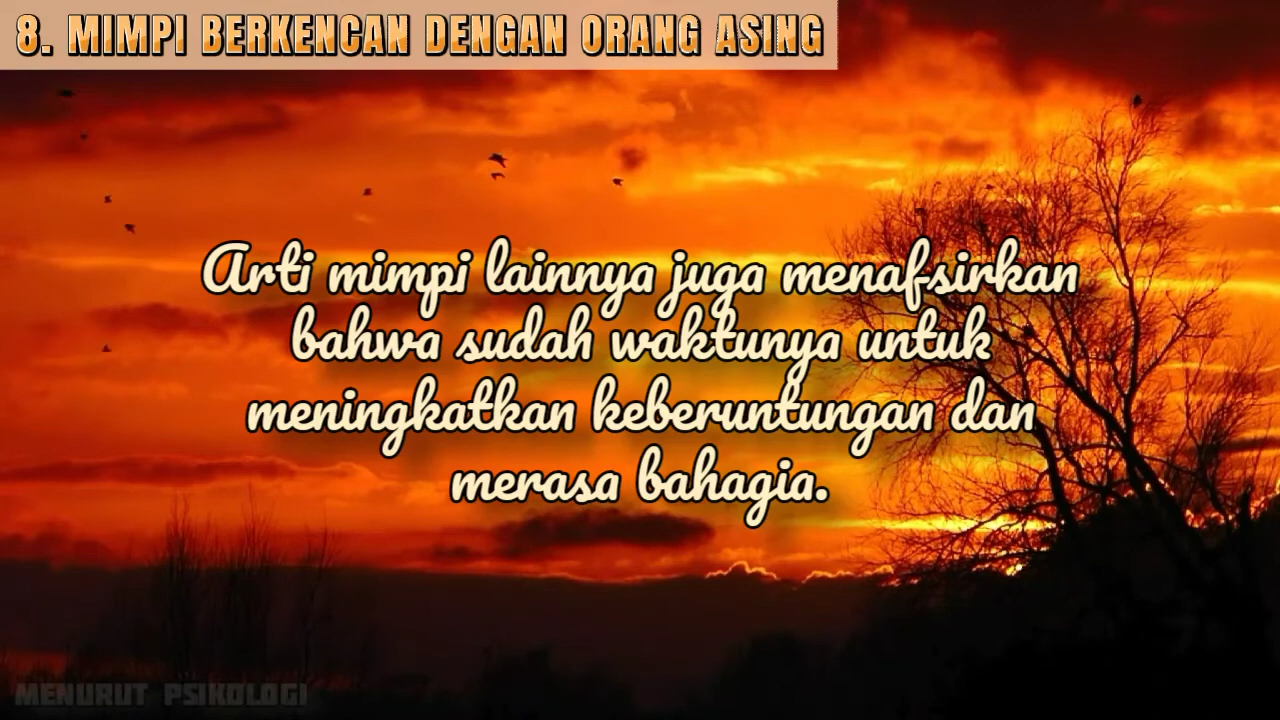 8. MIMPI BERKENCAN DENGAN ORANG ASING
Arti mimpi lainnya juga menafsirkan
bahwa sudah waktunya untuk
meningkatkan keberuntungan dan
merasa bahagia.
MENURUT PSIKOLOGI